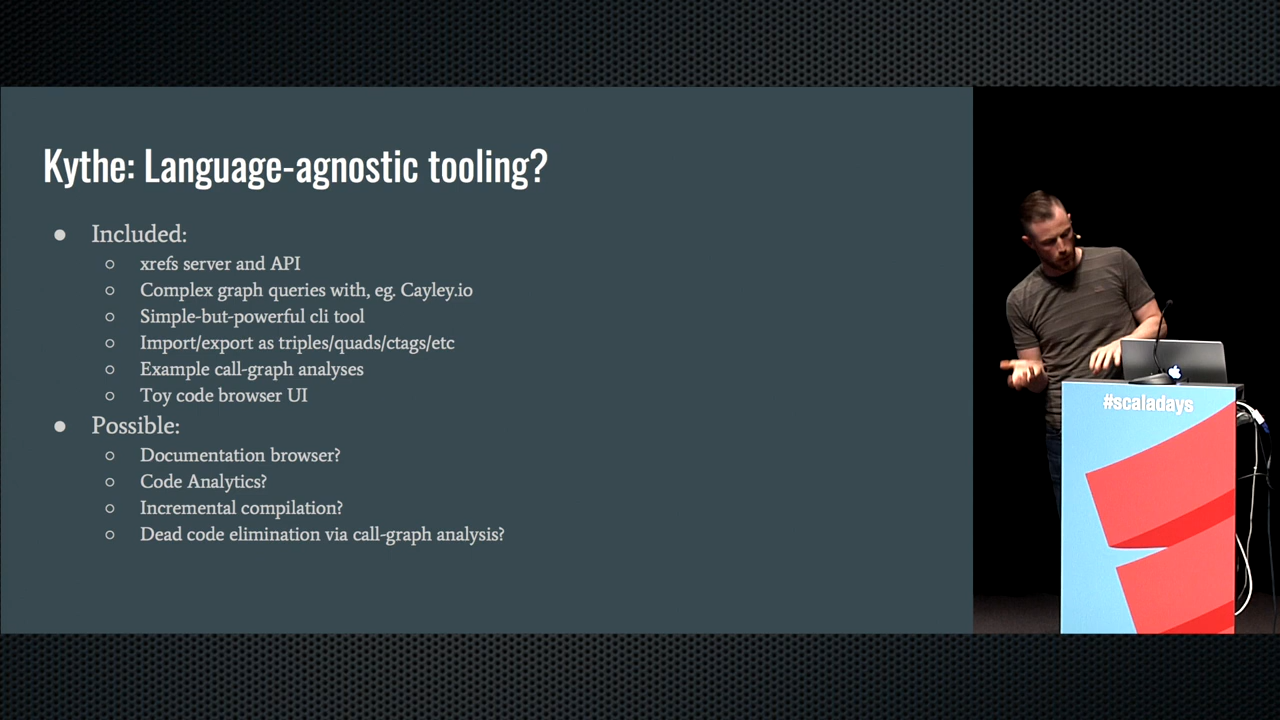 Kythe: Language-agnostic tooling?
● Included:
○ xrefs server and API
○ Complex graph queries with, eg. Cayley.io
○ Simple-but-powerful cli tool
○ Import/export as triples/quads/ctags/etc
○ Example call-graph analyses
○ Toy code browser UI
● Possible:
○ Documentation browser?
○ Code Analytics?
○ Incremental compilation?
○ Dead code elimination via call-graph analysis?
#scaladays